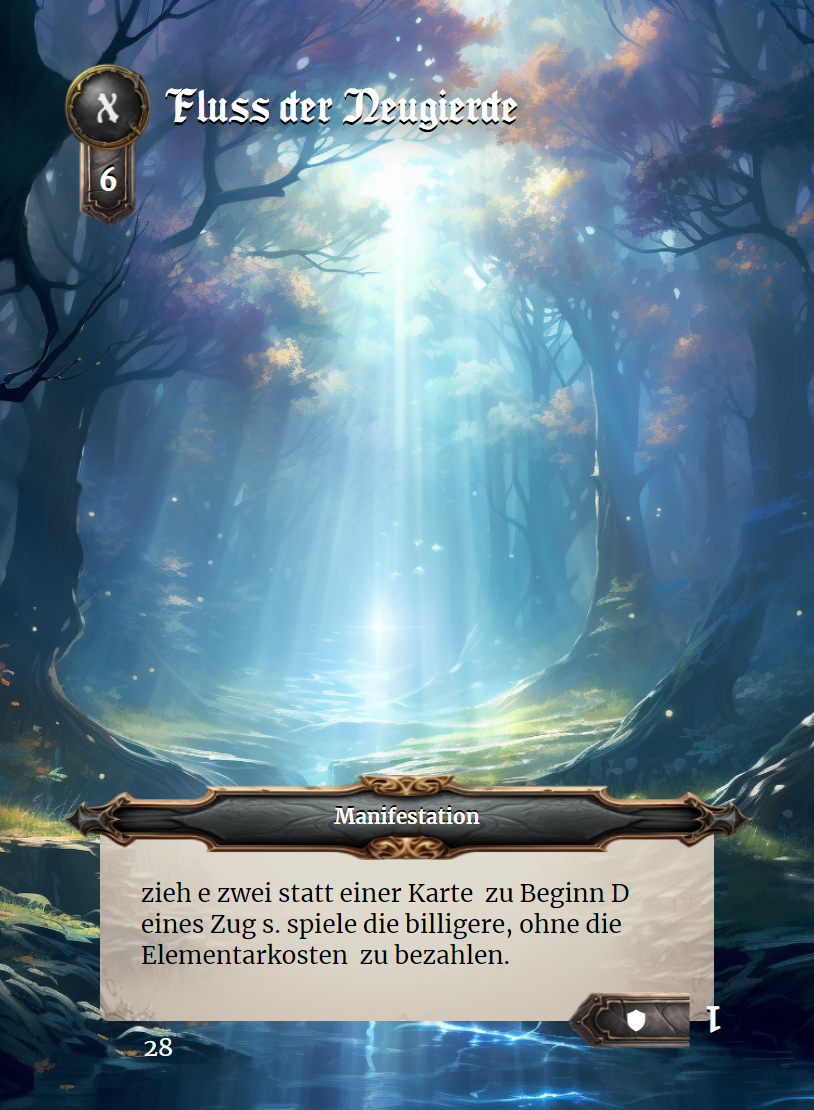 Fluss der Neugierde
6
Manifestation
zieh e zwei statt einer Karte zu Beginn D
eines Zug s. spiele die billigere, ohne die
Elementarkosten zu bezahlen.
1
28